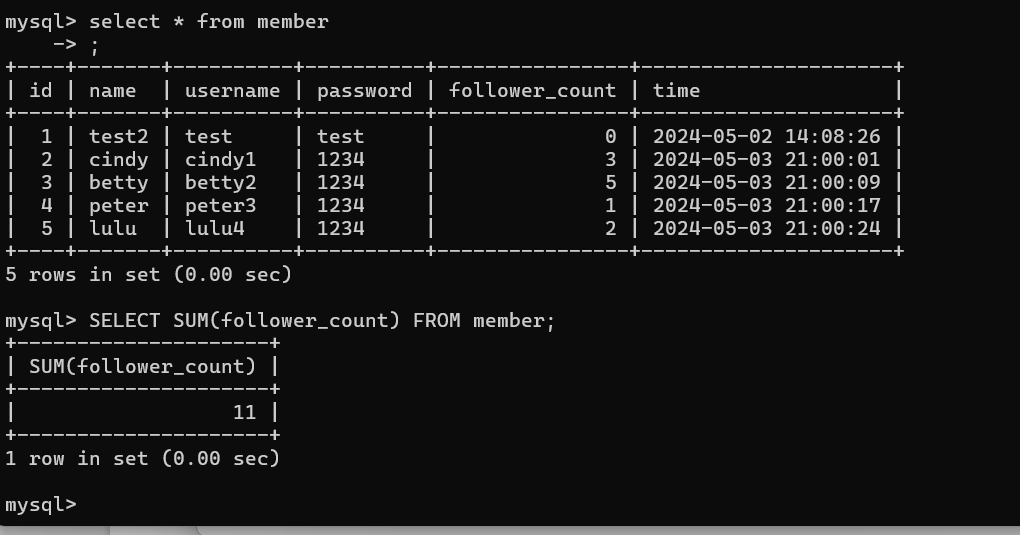 mysql> select * from member
    -> ;
+----+-------+----------+----------+----------------+---------------------+
| id | name  | username | password | follower_count | time                |
+----+-------+----------+----------+----------------+---------------------+
|  1 | test2 | test     | test     |              0 | 2024-05-02 14:08:26 |
|  2 | cindy | cindy1   | 1234     |              3 | 2024-05-03 21:00:01 |
|  3 | betty | betty2   | 1234     |              5 | 2024-05-03 21:00:09 |
|  4 | peter | peter3   | 1234     |              1 | 2024-05-03 21:00:17 |
|  5 | lulu  | lulu4    | 1234     |              2 | 2024-05-03 21:00:24 |
+----+-------+----------+----------+----------------+---------------------+
5 rows in set (0.00 sec)

mysql> SELECT SUM(follower_count) FROM member;
+---------------------+
| SUM(follower_count) |
+---------------------+
|                  11 |
+---------------------+
1 row in set (0.00 sec)

mysql>